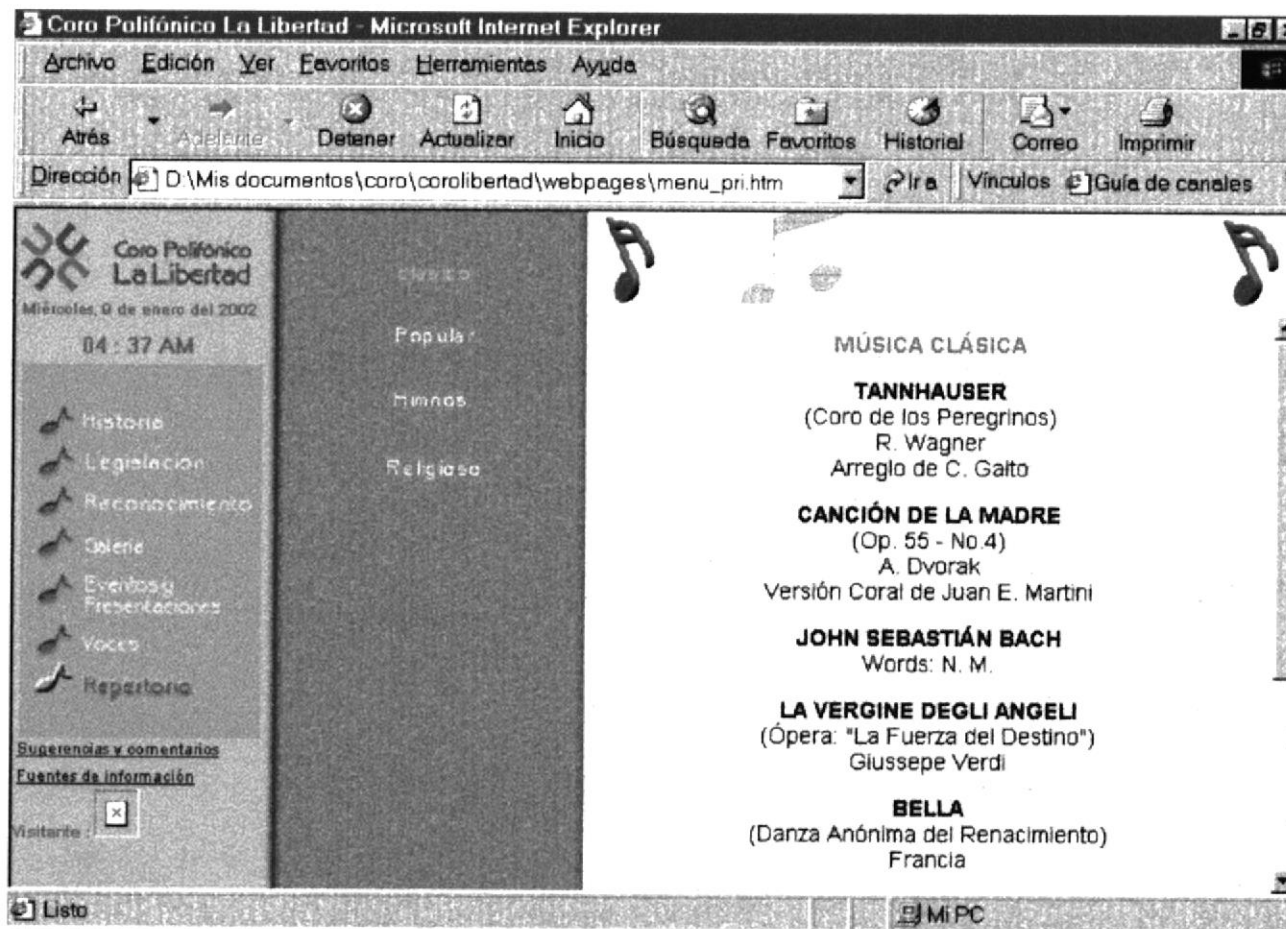 Coro Polifónico La Libertad - Microsoft Internet Explorer
Archivo Edición Ver Favoritos Herramientas Ayuda
Atrás Adelante Detener Actualizar Inicio Búsqueda Favoritos Historial Correo Imprimir
Dirección D:\Mis documentos\coro\corolibertad\webpages\menu_pri.htm Ir a Vínculos Guía de canales
Coro Polifónico
La Libertad
Miércoles, 9 de enero del 2002
04 : 37 AM
Historia
Legislación
Reconocimiento
Galería
Eventos y
Presentaciones
Voces
Repertorio
Sugerencias y comentarios
Fuentes de información
Visitante :
Clásico
Popular
Himnos
Religioso
MÚSICA CLÁSICA
TANNHAUSER
(Coro de los Peregrinos)
R. Wagner
Arreglo de C. Gaito
CANCIÓN DE LA MADRE
(Op. 55 - No.4)
A. Dvorak
Versión Coral de Juan E. Martini
JOHN SEBASTIÁN BACH
Words: N. M.
LA VERGINE DEGLI ANGELI
(Ópera: "La Fuerza del Destino")
Giussepe Verdi
BELLA
(Danza Anónima del Renacimiento)
Francia
Listo
Mi PC